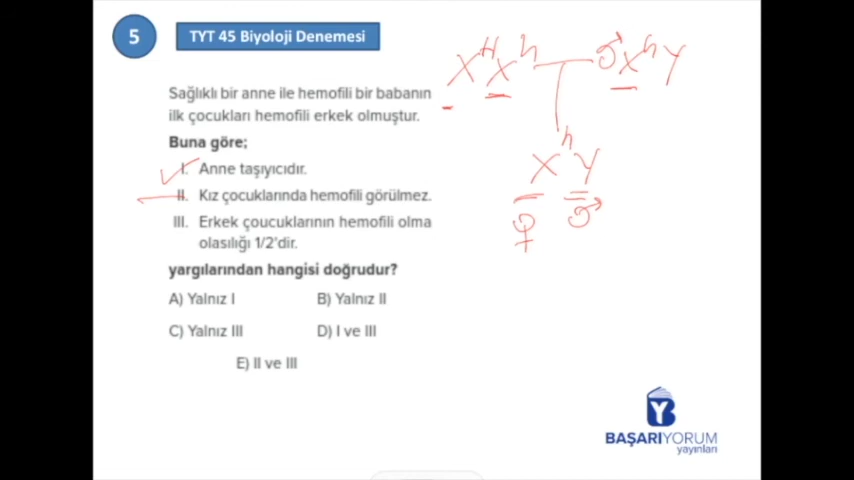 5
TYT 45 Biyoloji Denemesi
Sağlıklı bir anne ile hemofili bir babanın
ilk çocukları hemofili erkek olmuştur.
Buna göre;
I. Anne taşıyıcıdır.
II. Kız çocuklarında hemofili görülmez.
III. Erkek çoucuklarının hemofili olma
olasılığı 1/2'dir.
yargılarından hangisi doğrudur?
A) Yalnız I B) Yalnız II
C) Yalnız III D) I ve III
E) II ve III
X^H X^h ♂ X^h Y
X^h Y
♀ ♂
BAŞARIYORUM
yayınları